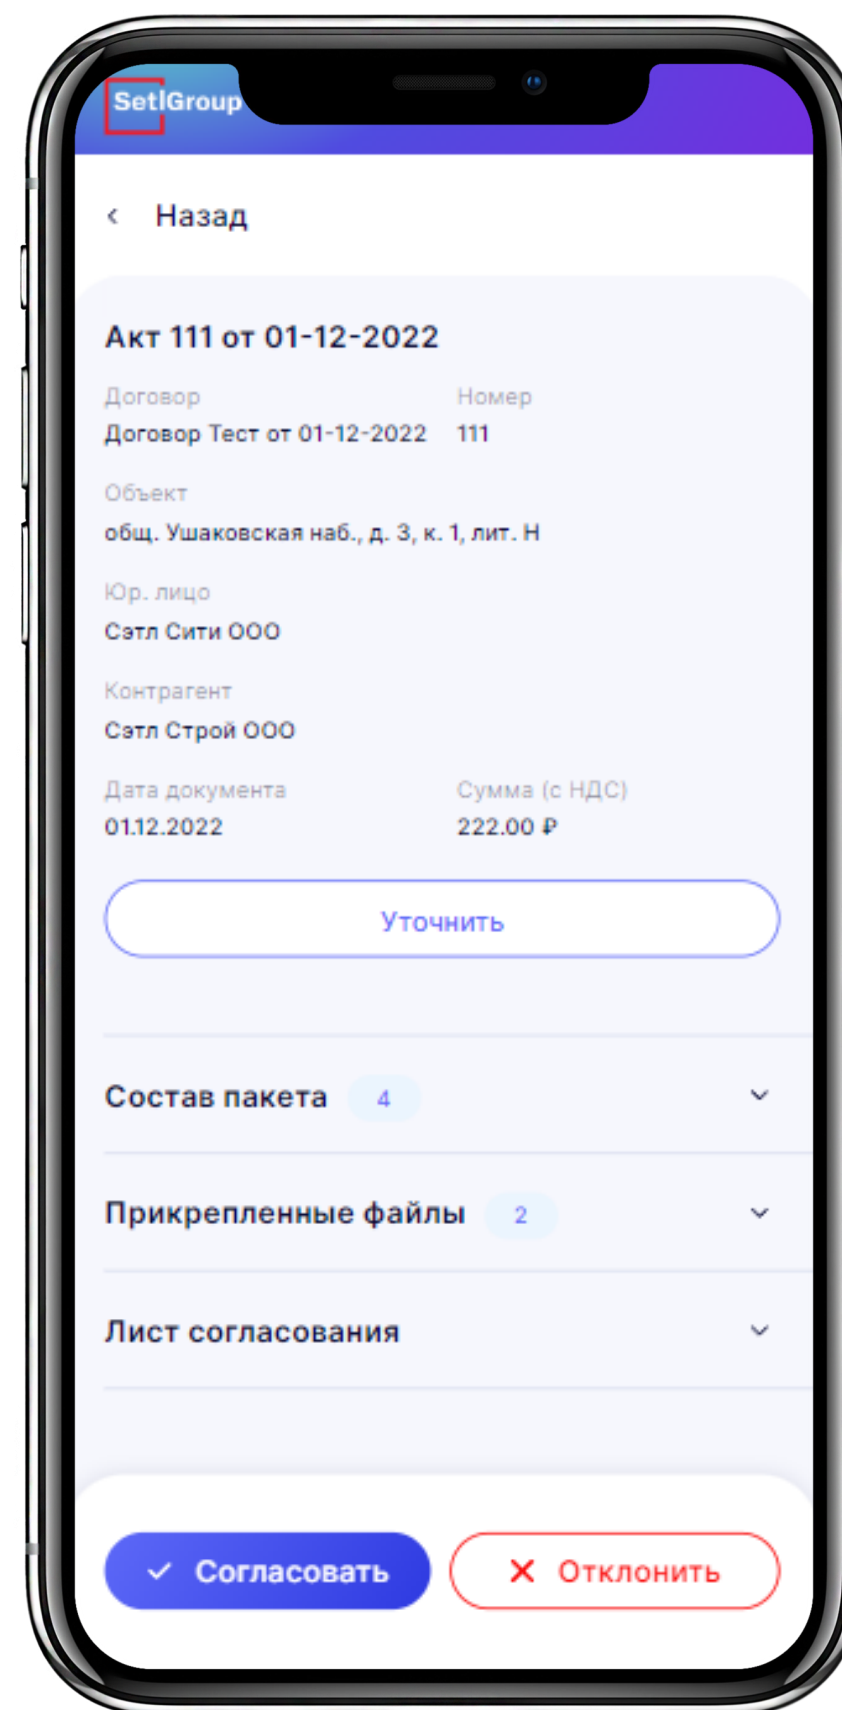 SetlGroup
Назад
Акт 111 от 01-12-2022
Договор Номер
Договор Тест от 01-12-2022 111
Объект
общ. Ушаковская наб., д. 3, к. 1, лит. Н
Юр. лицо
Сэтл Сити ООО
Контрагент
Сэтл Строй ООО
Дата документа Сумма (с НДС)
01.12.2022 222.00 ₽
Уточнить
Состав пакета 4
Прикрепленные файлы 2
Лист согласования
Согласовать Отклонить